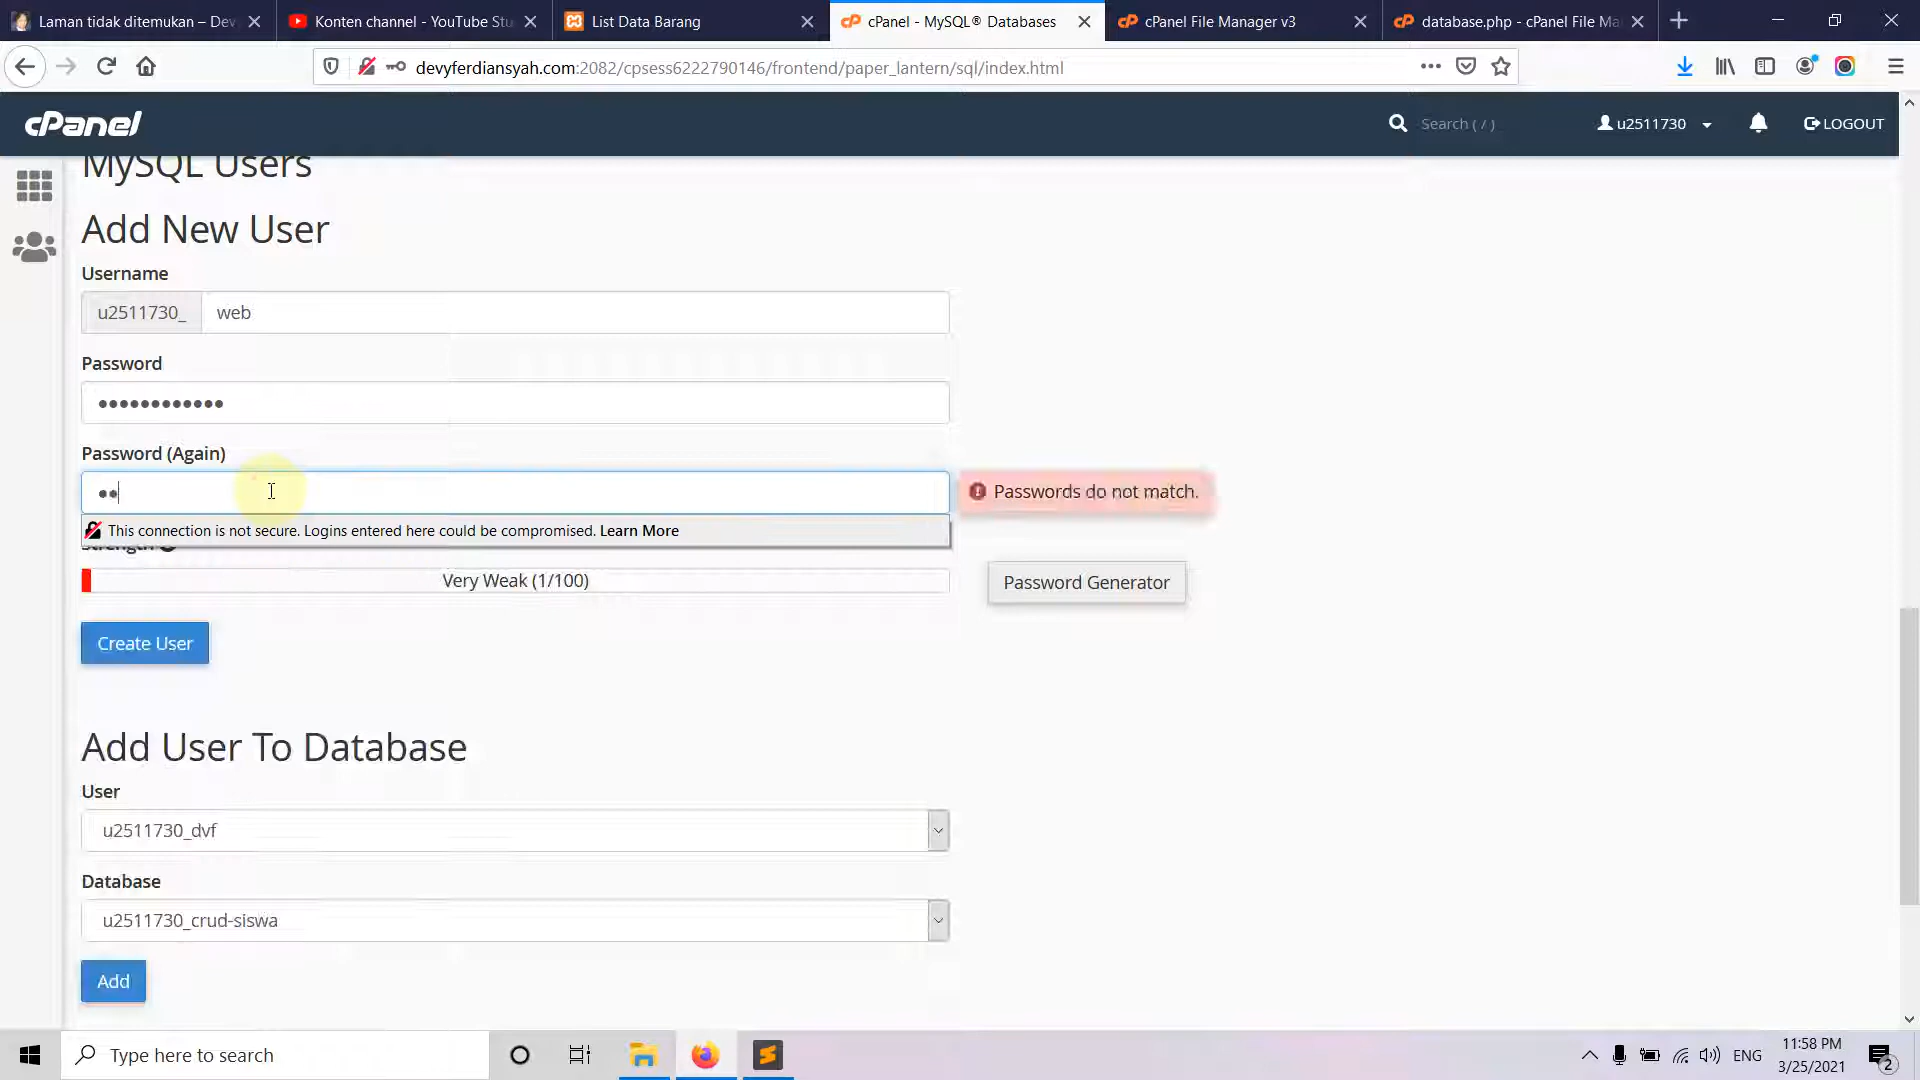 Laman tidak ditemukan – Dev
Konten channel - YouTube Stu
List Data Barang
cPanel - MySQL® Databases
cPanel File Manager v3
database.php - cPanel File Ma
devyferdiansyah.com:2082/cpsess6222790146/frontend/paper_lantern/sql/index.html
cPanel
Search ( / )
u2511730
LOGOUT
MySQL Users
Add New User
Username
u2511730_
web
Password
Password (Again)
Passwords do not match.
This connection is not secure. Logins entered here could be compromised. Learn More
Strength
Very Weak (1/100)
Password Generator
Create User
Add User To Database
User
u2511730_dvf
Database
u2511730_crud-siswa
Add
Type here to search
ENG
11:58 PM
3/25/2021
2